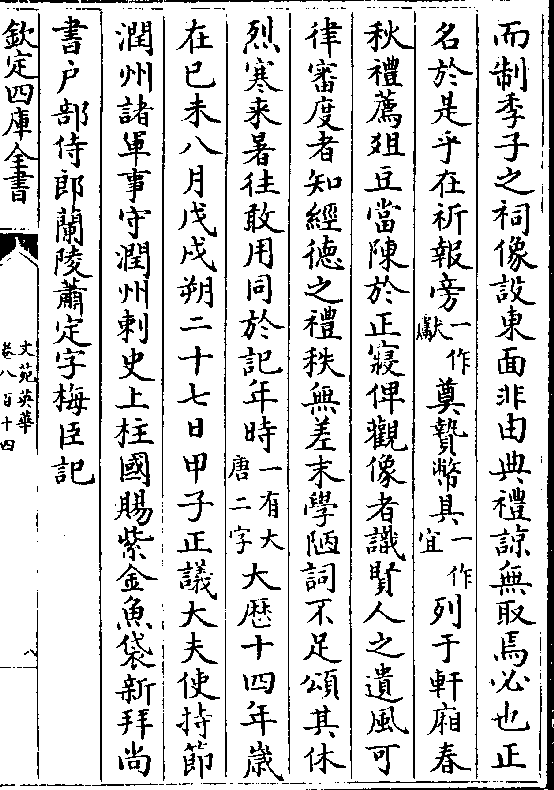 而制季子之祠像設東面非由典禮諒無取焉必也正
名於是乎在祈報旁一作獻奠贄幣具一作宜列于軒廂春
秋禮薦俎豆當陳於正寢俾觀像者識賢人之遺風可
律審度者知經德之禮秩無差末學陋詞不足頌其休
烈寒来暑往敢用同於記年時一有大唐二字大歴十四年歲
在已未八月戊戌朔二十七日甲子正議大夫使持節
潤州諸軍事守潤州刺史上柱國賜紫金魚袋新拜尚
書户部侍郎蘭陵蕭定字梅臣記
欽定四庫全書
文苑英華
卷八百十四
八